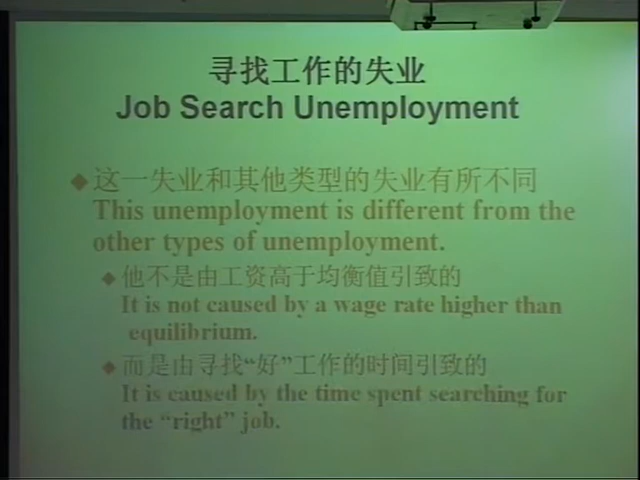 寻找工作的失业
Job Search Unemployment
◆这一失业和其他类型的失业有所不同
This unemployment is different from the
other types of unemployment.
◆他不是由工资高于均衡值引致的
It is not caused by a wage rate higher than
equilibrium.
◆而是由寻找“好”工作的时间引致的
It is caused by the time spent searching for
the “right” job.